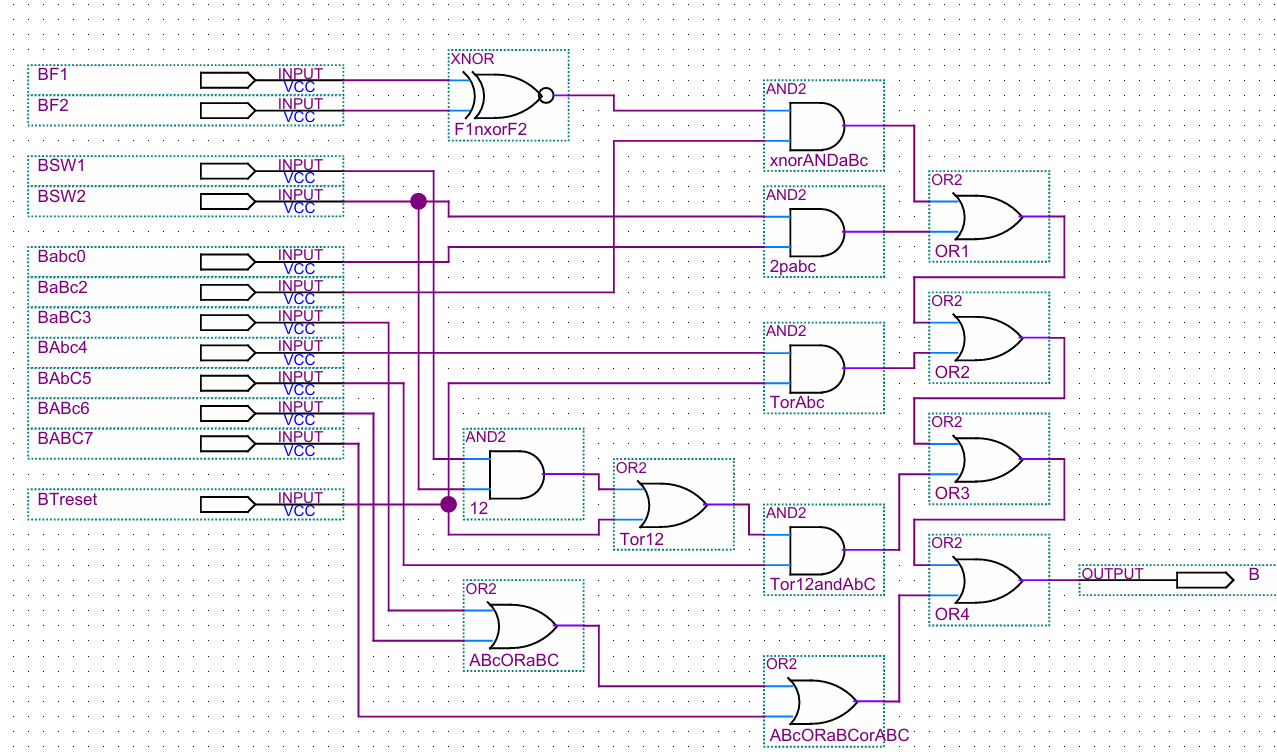 XNOR
BF1 INPUT
VCC
BF2 INPUT
VCC
F1nxorF2
AND2
xnorANDaBc
BSW1 INPUT
VCC
BSW2 INPUT
VCC
AND2
2pabc
OR2
OR1
Babc0 INPUT
VCC
BaBc2 INPUT
VCC
BaBC3 INPUT
VCC
BAbc4 INPUT
VCC
BAbC5 INPUT
VCC
BABc6 INPUT
VCC
BABC7 INPUT
VCC
OR2
OR2
AND2
TorAbc
OR2
OR3
AND2
12
OR2
Tor12
BTreset INPUT
VCC
AND2
Tor12andAbC
OR2
OR4
OUTPUT B
OR2
ABcORaBC
OR2
ABcORaBCorABC